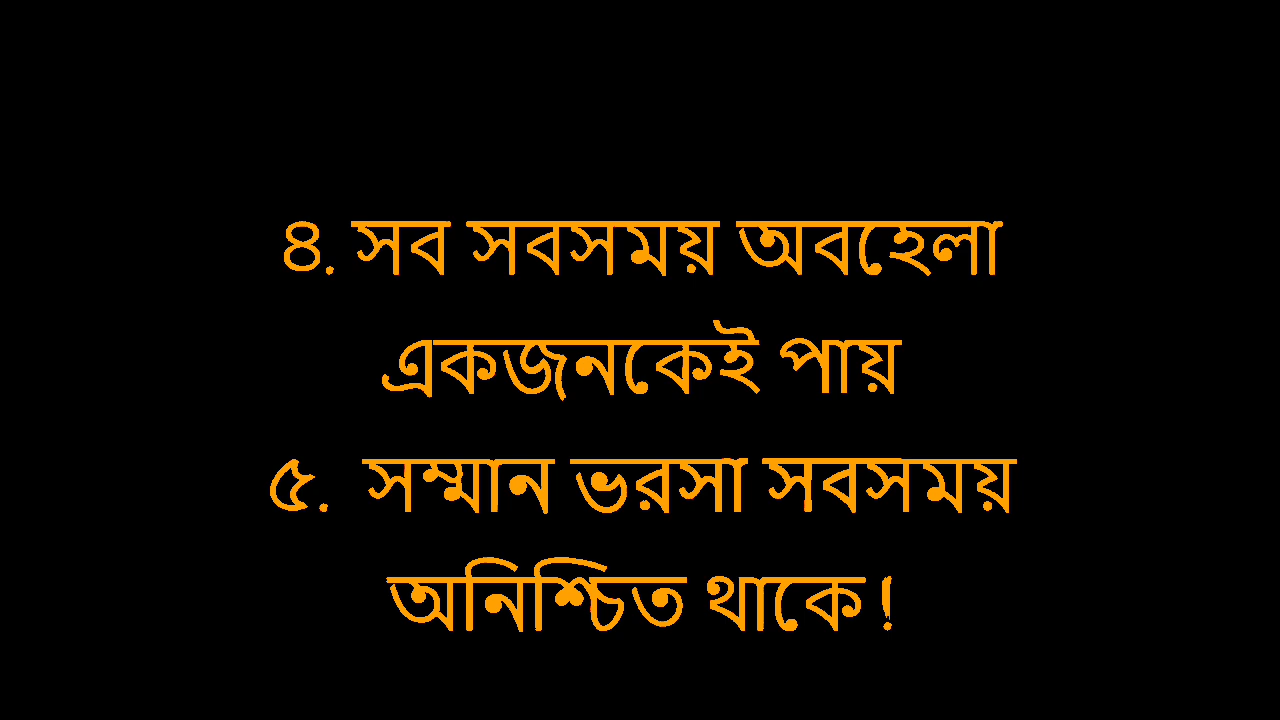 ৪. সব সবসময় অবহেলা
একজনকেই পায়
৫. সম্মান ভরসা সবসময়
অনিশ্চিত থাকে!